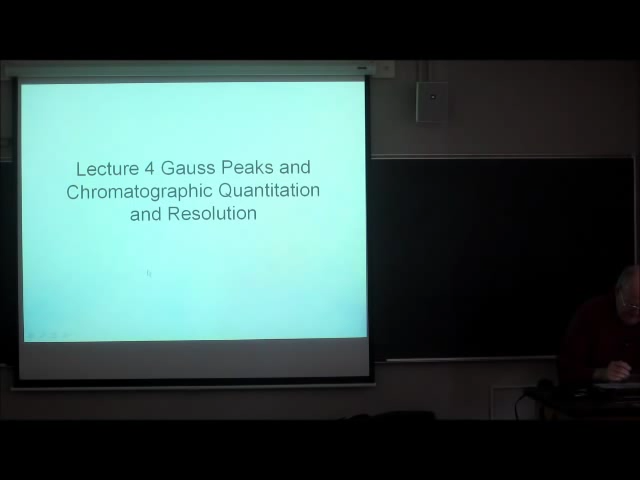 Lecture 4 Gauss Peaks and
Chromatographic Quantitation
and Resolution